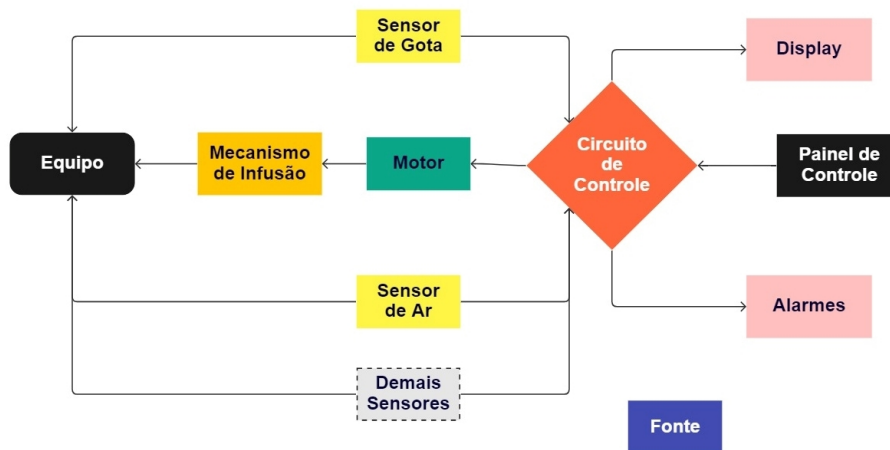 Sensor
de Gota
Display
Equipo
Mecanismo
de Infusão
Motor
Circuito
de
Controle
Painel de
Controle
Sensor
de Ar
Alarmes
Demais
Sensores
Fonte